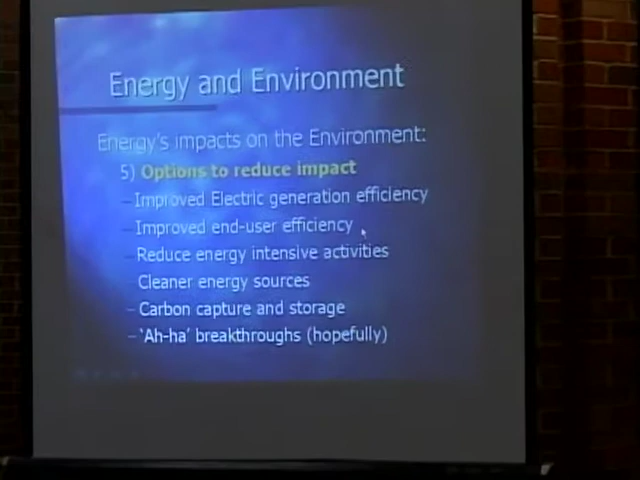 Energy and Environment
Energy's impacts on the Environment:
5) Options to reduce impact
– Improved Electric generation efficiency
– Improved end-user efficiency
– Reduce energy intensive activities
Cleaner energy sources
– Carbon capture and storage
– 'Ah-ha' breakthroughs (hopefully)